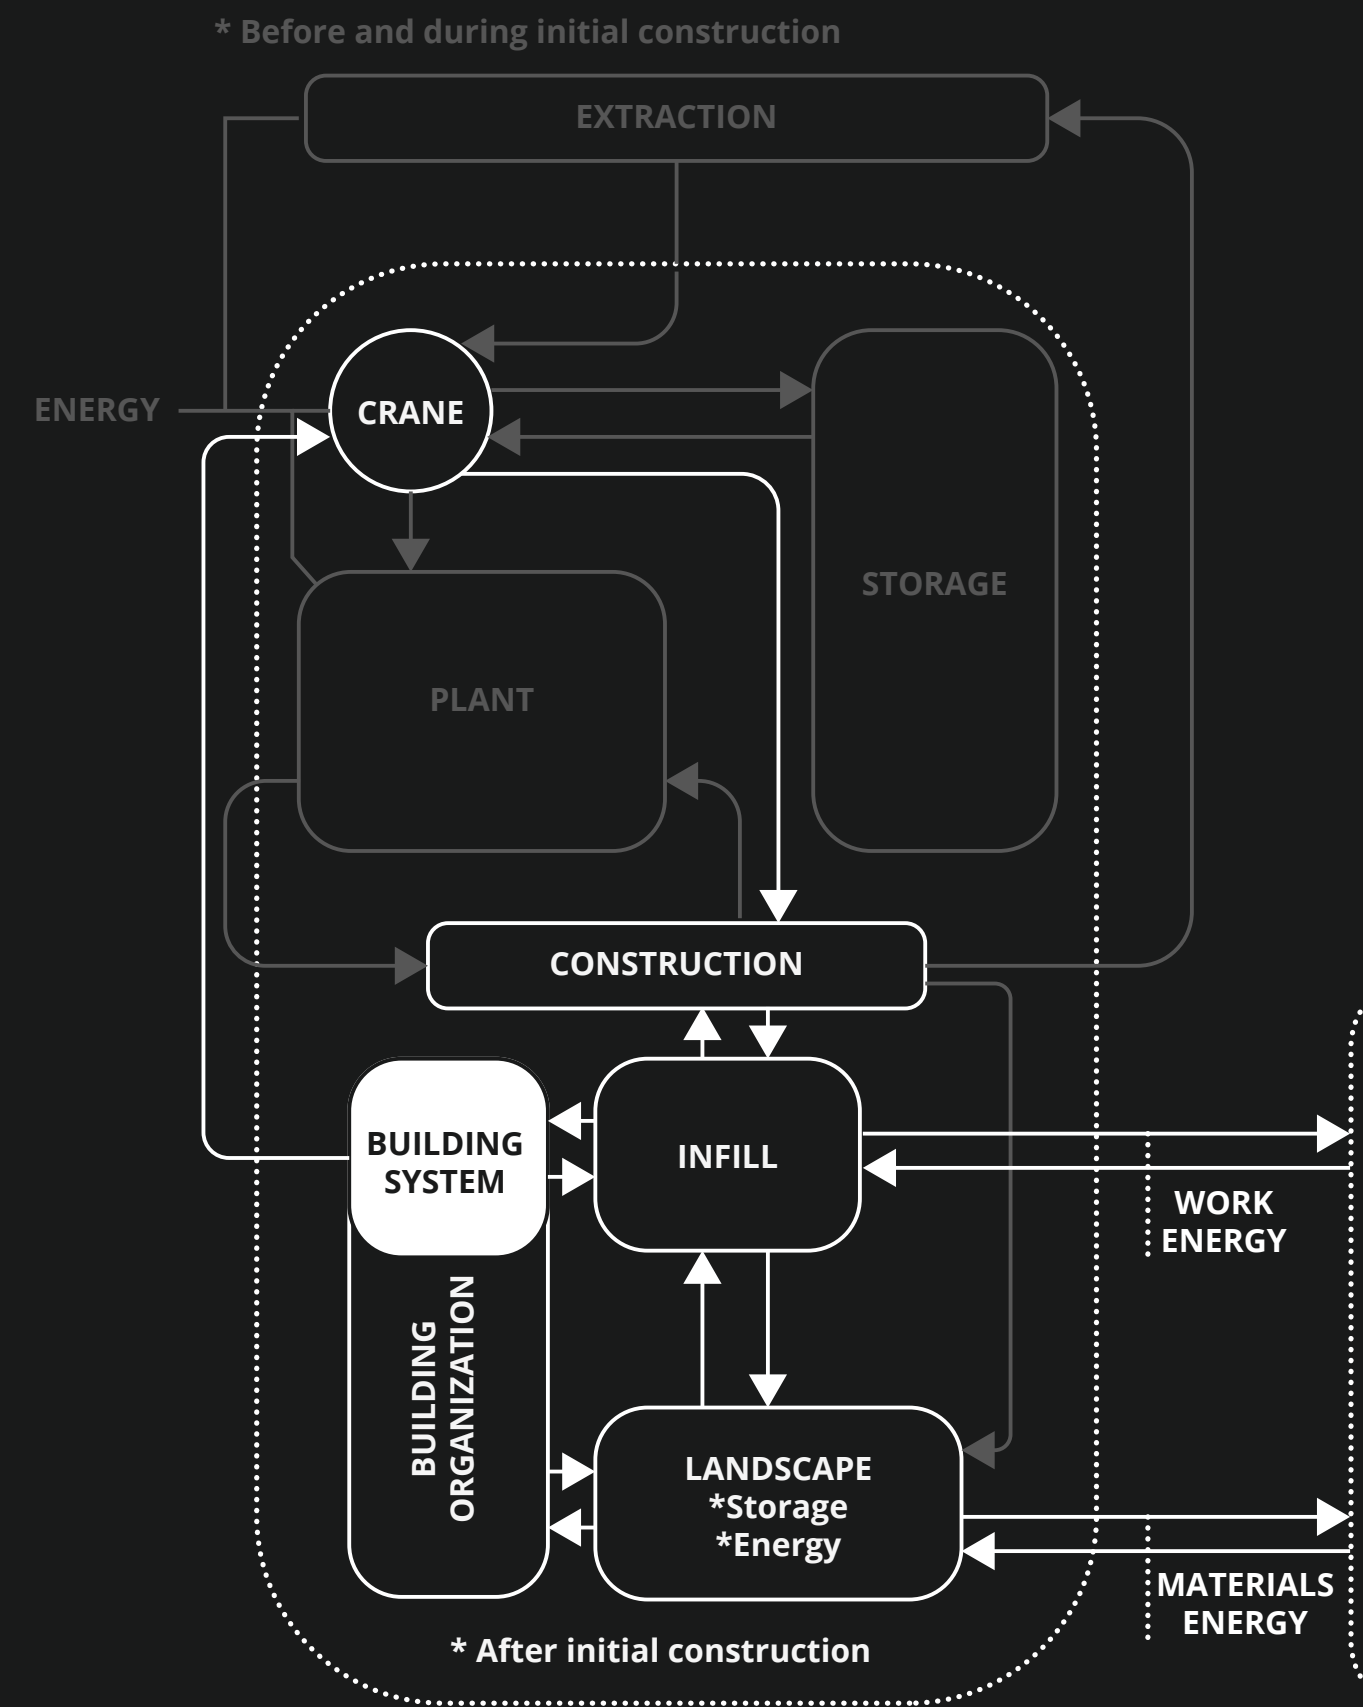 * Before and during initial construction
EXTRACTION
ENERGY
CRANE
STORAGE
PLANT
CONSTRUCTION
BUILDING
SYSTEM
INFILL
WORK
ENERGY
BUILDING
ORGANIZATION
LANDSCAPE
*Storage
*Energy
MATERIALS
ENERGY
* After initial construction